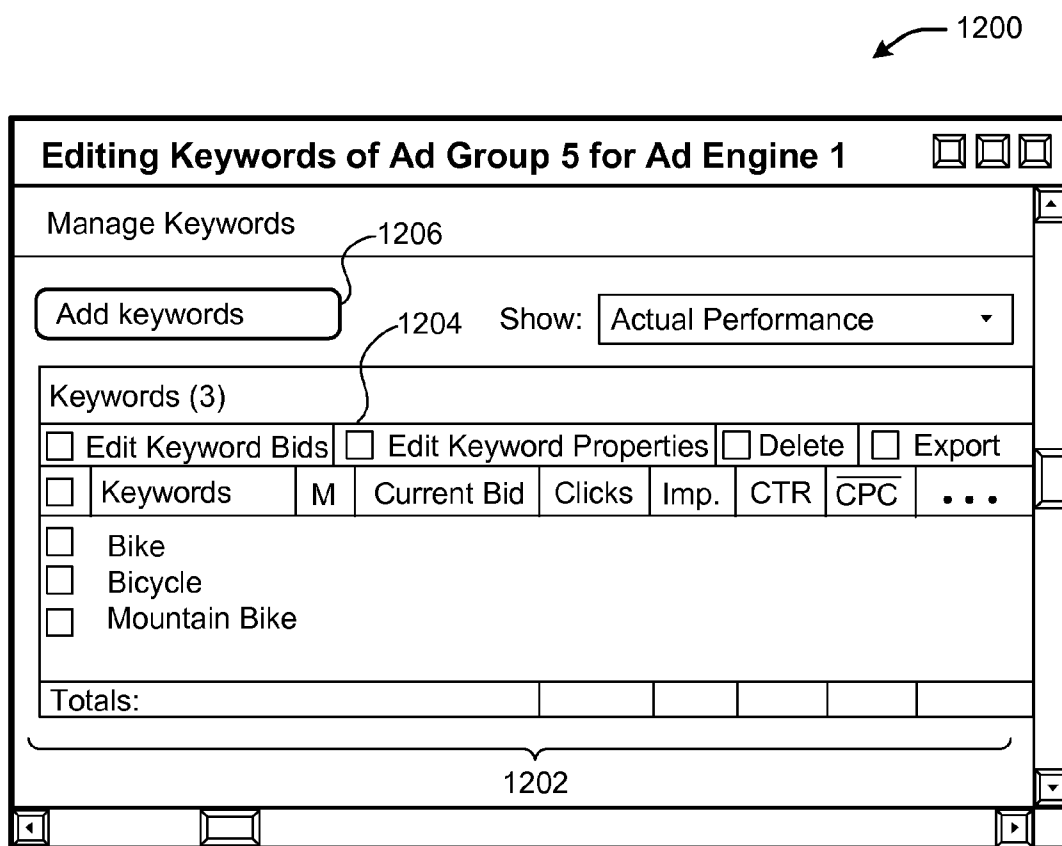 1200
Editing Keywords of Ad Group 5 for Ad Engine 1
Manage Keywords
1206
Add keywords
1204
Show: Actual Performance
Keywords (3)
Edit Keyword Bids Edit Keyword Properties Delete Export
Keywords M Current Bid Clicks Imp. CTR CPC ...
Bike
Bicycle
Mountain Bike
Totals:
1202